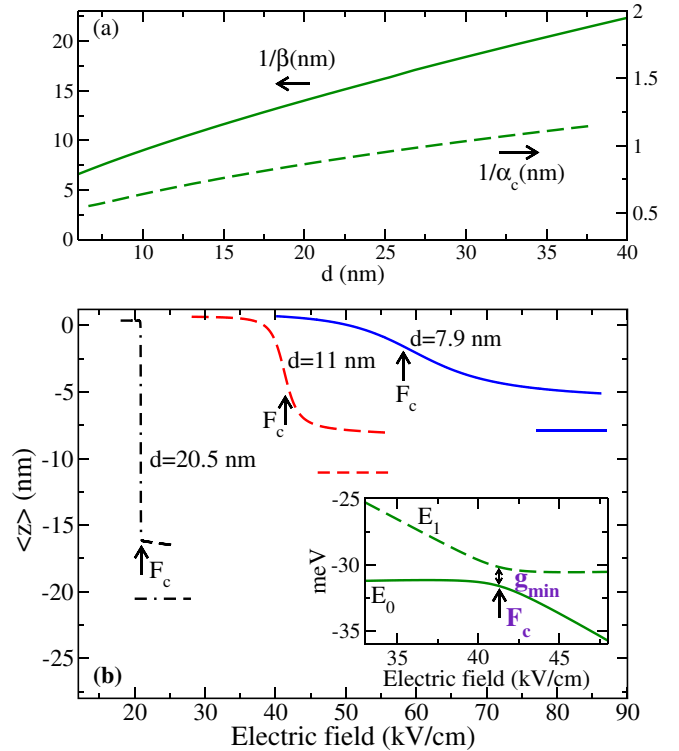 (a)
1/β(nm)
1/α_c(nm)
0
5
10
15
20
0.5
1
1.5
2
10
15
20
25
30
35
40
d (nm)
(b)
<z> (nm)
0
-5
-10
-15
-20
-25
20
30
40
50
60
70
80
90
Electric field (kV/cm)
d=7.9 nm
F_c
d=11 nm
F_c
d=20.5 nm
F_c
meV
-25
-30
-35
E_1
g_min
E_0
F_c
35
40
45
Electric field (kV/cm)